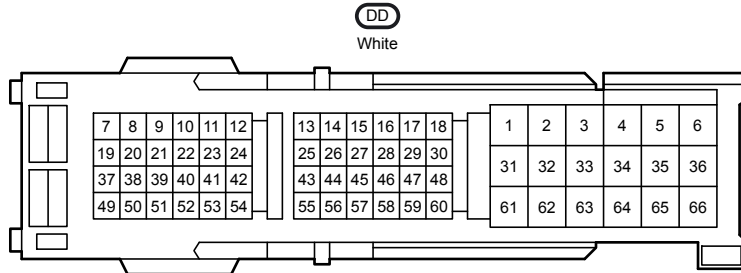 DD
White
7 8 9 10 11 12 13 14 15 16 17 18 1 2 3 4 5 6
19 20 21 22 23 24 25 26 27 28 29 30 31 32 33 34 35 36
37 38 39 40 41 42 43 44 45 46 47 48
49 50 51 52 53 54 55 56 57 58 59 60 61 62 63 64 65 66